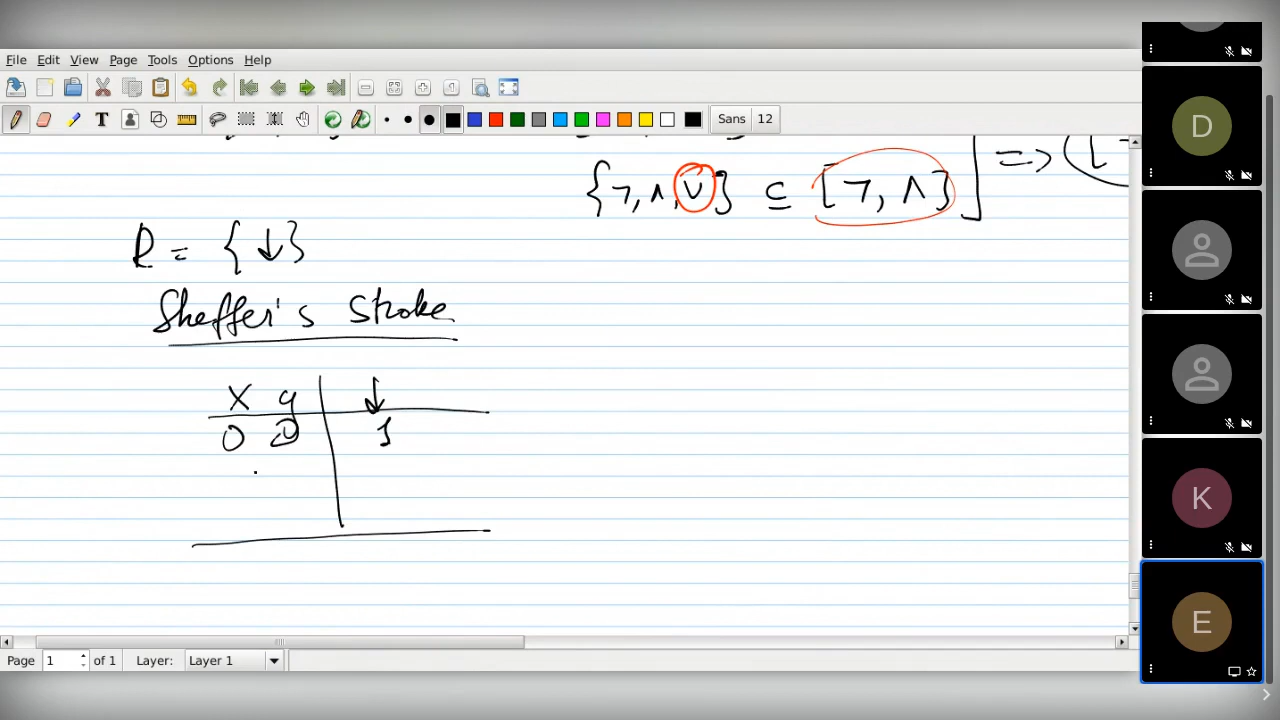 File Edit View Page Tools Options Help
Sans 12
{¬, ∧, ∨} ⊆ [¬, ∧] ] => ([
R = {↓}
Sheffer's Stroke
x y ↓
0 0 1
Page 1 of 1 Layer: Layer 1
D
K
E